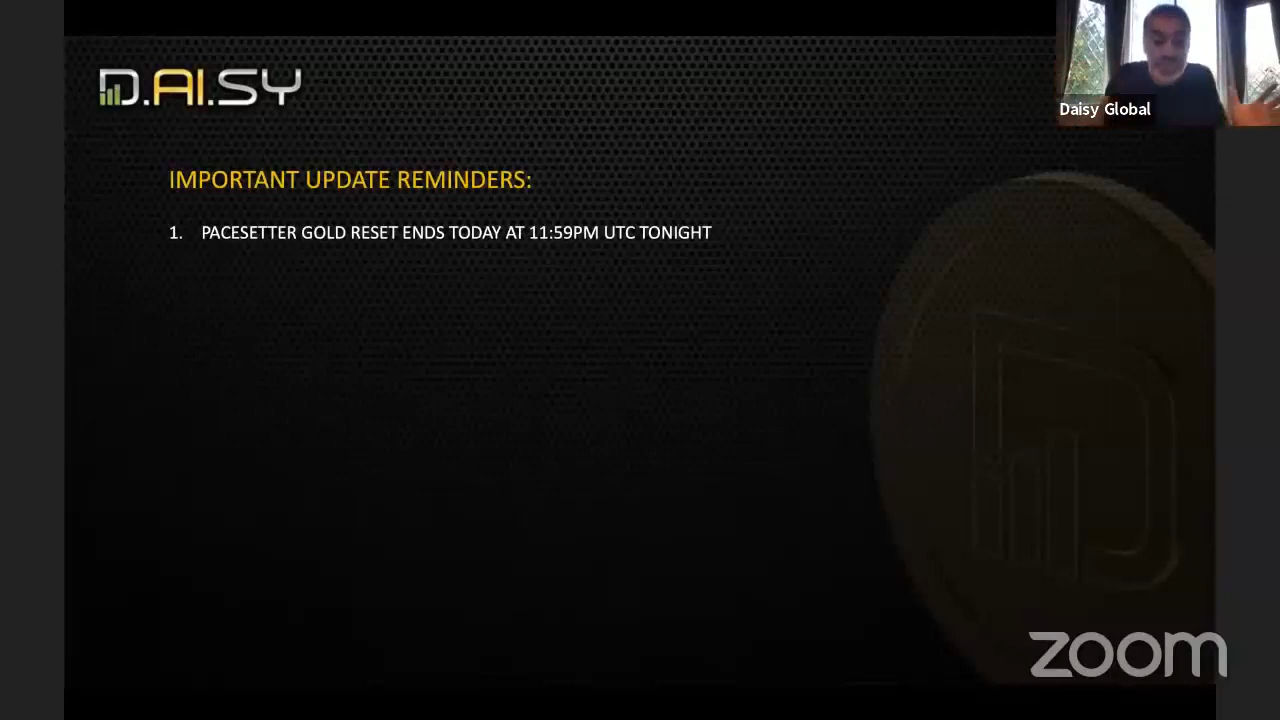 D.AI.SY
Daisy Global
IMPORTANT UPDATE REMINDERS:
1. PACESETTER GOLD RESET ENDS TODAY AT 11:59PM UTC TONIGHT
zoom